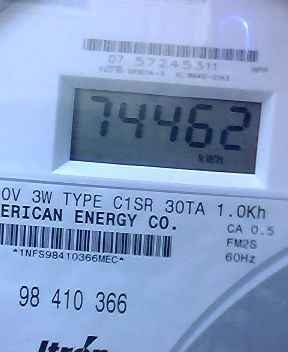 07 57245311
74462
kWh
0V 3W TYPE C1SR 30TA 1.0Kh
ERICAN ENERGY CO.
CA 0.5
FM2S
*1NFS98410366MEC*
60Hz
98 410 366
Itron